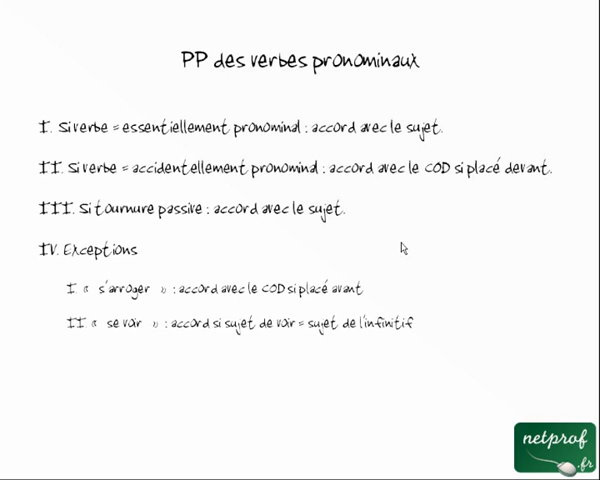 PP des verbes pronominaux
I. Si verbe = essentiellement pronominal : accord avec le sujet.
II. Si verbe = accidentellement pronominal : accord avec le COD si placé devant.
III. Si tournure passive : accord avec le sujet.
IV. Exceptions
I « s'arroger » : accord avec le COD si placé avant
II « se voir » : accord si sujet de voir = sujet de l'infinitif
netprof
.fr